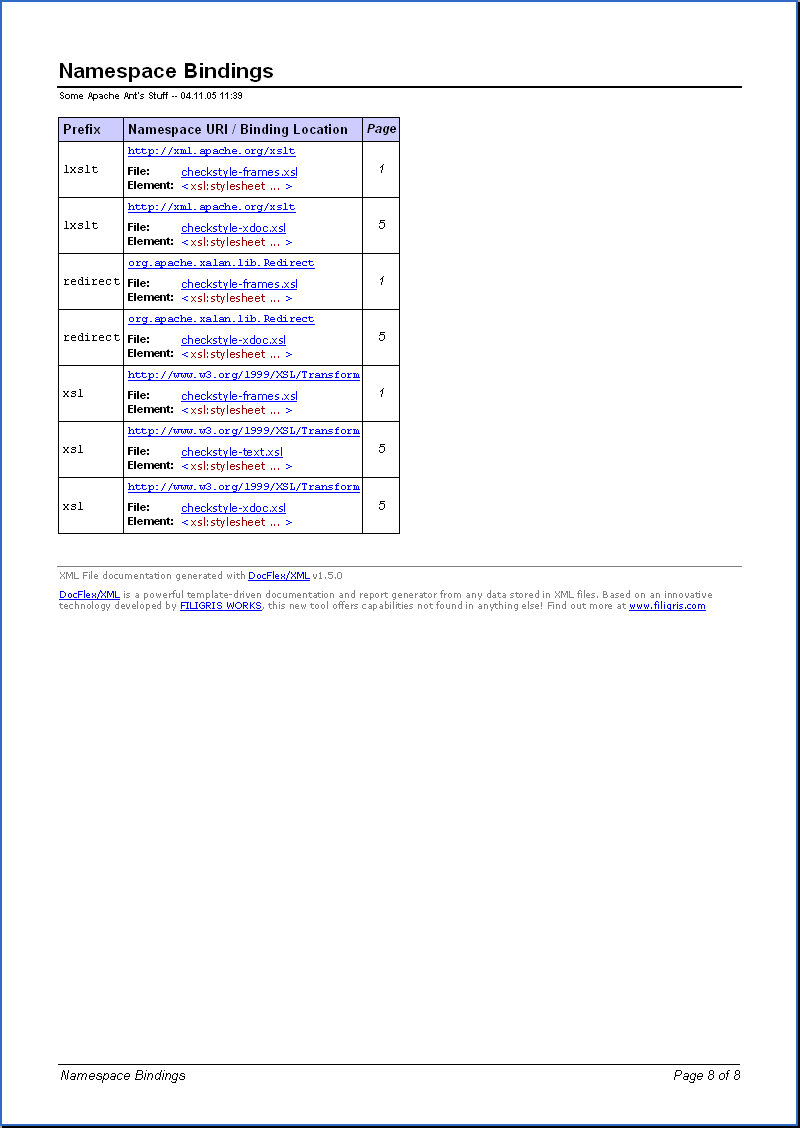 Namespace Bindings
Some Apache Ant's Stuff -- 04.11.05 11:39
Prefix Namespace URI / Binding Location Page
lxslt http://xml.apache.org/xslt 1
File: checkstyle-frames.xsl
Element: <xsl:stylesheet ... >
lxslt http://xml.apache.org/xslt 5
File: checkstyle-xdoc.xsl
Element: <xsl:stylesheet ... >
redirect org.apache.xalan.lib.Redirect 1
File: checkstyle-frames.xsl
Element: <xsl:stylesheet ... >
redirect org.apache.xalan.lib.Redirect 5
File: checkstyle-xdoc.xsl
Element: <xsl:stylesheet ... >
xsl http://www.w3.org/1999/XSL/Transform 1
File: checkstyle-frames.xsl
Element: <xsl:stylesheet ... >
xsl http://www.w3.org/1999/XSL/Transform 5
File: checkstyle-text.xsl
Element: <xsl:stylesheet ... >
xsl http://www.w3.org/1999/XSL/Transform 5
File: checkstyle-xdoc.xsl
Element: <xsl:stylesheet ... >
XML File documentation generated with DocFlex/XML v1.5.0
DocFlex/XML is a powerful template-driven documentation and report generator from any data stored in XML files. Based on an innovative
technology developed by FILIGRIS WORKS, this new tool offers capabilities not found in anything else! Find out more at www.filigris.com
Namespace Bindings Page 8 of 8